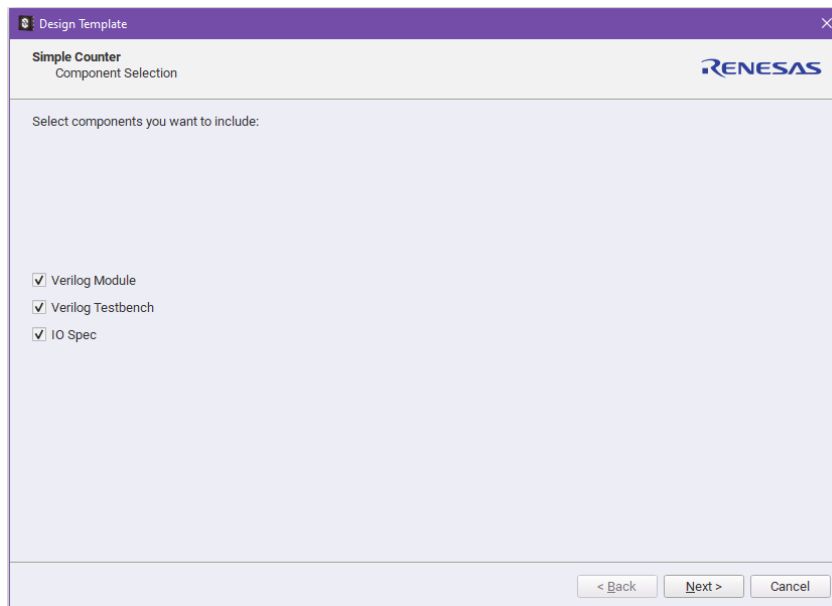 Design Template
Simple Counter
Component Selection
RENESAS
Select components you want to include:
Verilog Module
Verilog Testbench
IO Spec
< Back
Next >
Cancel